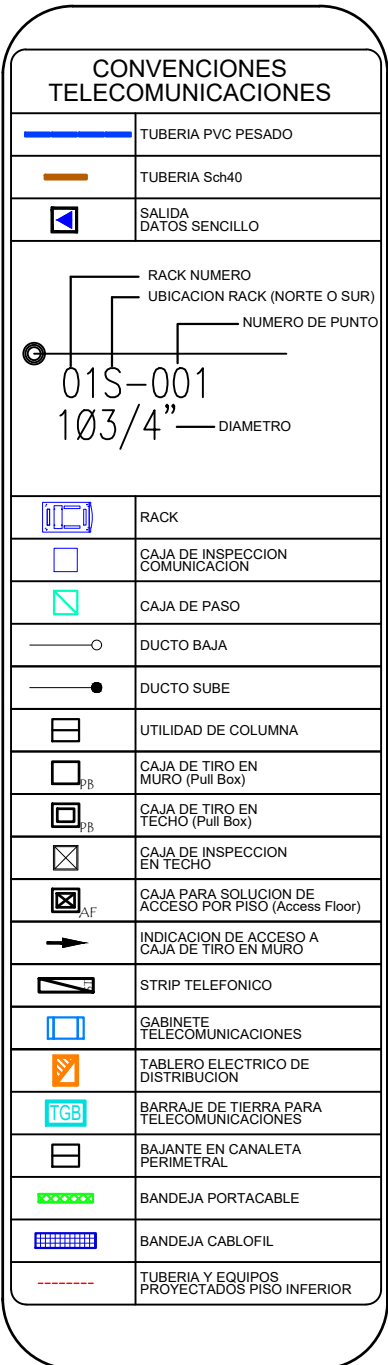 CONVENCIONES
TELECOMUNICACIONES
TUBERIA PVC PESADO
TUBERIA Sch40
SALIDA
DATOS SENCILLO
RACK NUMERO
UBICACION RACK (NORTE O SUR)
NUMERO DE PUNTO
01S-001
1Ø3/4”
DIAMETRO
RACK
CAJA DE INSPECCION
COMUNICACION
CAJA DE PASO
DUCTO BAJA
DUCTO SUBE
UTILIDAD DE COLUMNA
PB
CAJA DE TIRO EN
MURO (Pull Box)
PB
CAJA DE TIRO EN
TECHO (Pull Box)
CAJA DE INSPECCION
EN TECHO
AF
CAJA PARA SOLUCION DE
ACCESO POR PISO (Access Floor)
INDICACION DE ACCESO A
CAJA DE TIRO EN MURO
STRIP TELEFONICO
GABINETE
TELECOMUNICACIONES
TABLERO ELECTRICO DE
DISTRIBUCION
TGB
BARRAJE DE TIERRA PARA
TELECOMUNICACIONES
BAJANTE EN CANALETA
PERIMETRAL
BANDEJA PORTACABLE
BANDEJA CABLOFIL
TUBERIA Y EQUIPOS
PROYECTADOS PISO INFERIOR